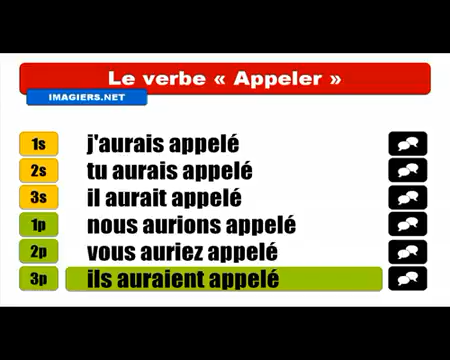 Le verbe « Appeler »
IMAGIERS.NET
1s j'aurais appelé
2s tu aurais appelé
3s il aurait appelé
1p nous aurions appelé
2p vous auriez appelé
3p ils auraient appelé